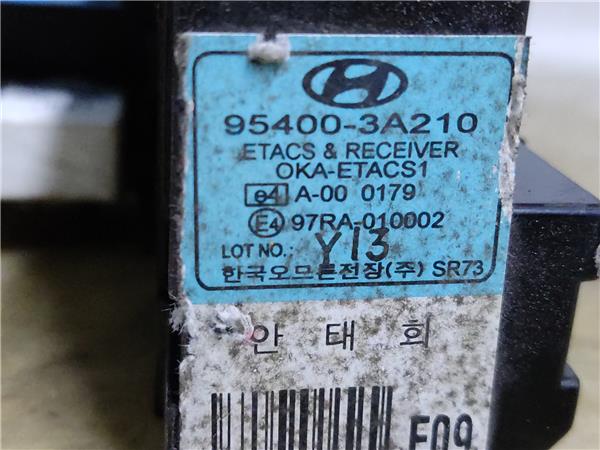 95400-3A210
ETACS & RECEIVER
OKA-ETACS1
e4 A-00 0179
E4 97RA-010002
LOT NO.: Y13
한국오므론전장(주) SR73
안 태 희
F09